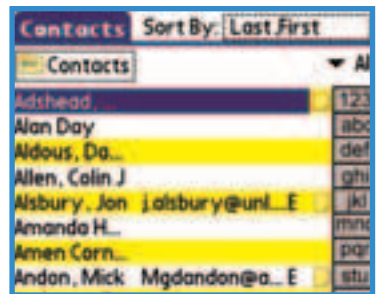 Contacts Sort By: Last,First
Contacts Al
Adshead, ... 123
Alan Day abc
Aldous, Da... def
Allen, Colin J ghi
Alsbury, Jon j.alsbury@unl... E jkl
Amanda H... mno
Amen Corn... pqr
Andon, Mick Mgdandon@a... E stu